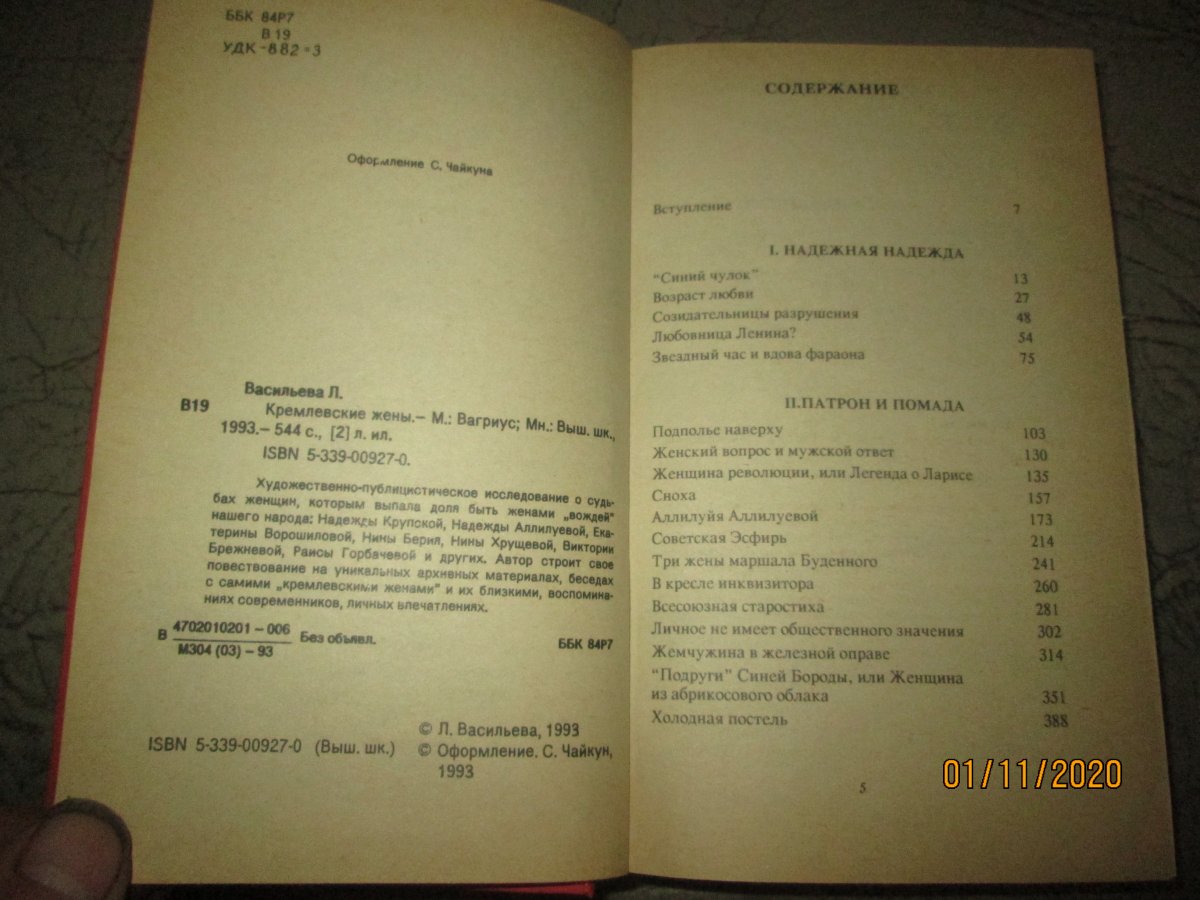 ББК 84Р7
В 19
УДК -882-3
Оформление С. Чайкуна
Васильева Л.
В19 Кремлевские жены.— М.: Вагриус; Мн.: Выш. шк.,
1993.— 544 с., [2] л. ил.
ISBN 5-339-00927-0.
Художественно-публицистическое исследование о судь-
бах женщин, которым выпала доля быть женами „вождей"
нашего народа: Надежды Крупской, Надежды Аллилуевой, Ека-
терины Ворошиловой, Нины Берия, Нины Хрущевой, Виктории
Брежневой, Раисы Горбачевой и других. Автор строит свое
повествование на уникальных архивных материалах, беседах
с самими „кремлевскими женами" и их близкими, воспомина-
ниях современников, личных впечатлениях.
В 4702010201—006 Без объявл.
М304 (03)—93
ББК 84Р7
© Л. Васильева, 1993
ISBN 5-339-00927-0 (Выш. шк.) © Оформление. С. Чайкун,
1993
СОДЕРЖАНИЕ
Вступление 7
I. НАДЕЖНАЯ НАДЕЖДА
"Синий чулок" 13
Возраст любви 27
Созидательницы разрушения 48
Любовница Ленина? 54
Звездный час и вдова фараона 75
II.ПАТРОН И ПОМАДА
Подполье наверху 103
Женский вопрос и мужской ответ 130
Женщина революции, или Легенда о Ларисе 135
Сноха 157
Аллилуйя Аллилуевой 173
Советская Эсфирь 214
Три жены маршала Буденного 241
В кресле инквизитора 260
Всесоюзная старостиха 281
Личное не имеет общественного значения 302
Жемчужина в железной оправе 314
"Подруги" Синей Бороды, или Женщина
из абрикосового облака 351
Холодная постель 388
5
01/11/2020